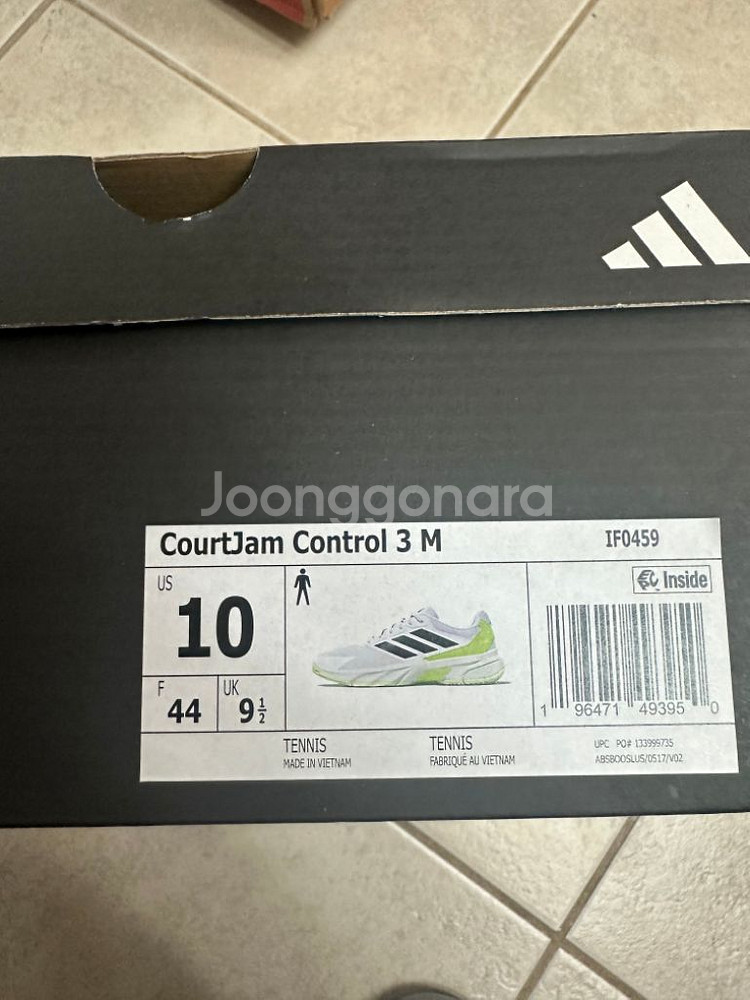 Joonggonara
CourtJam Control 3 M
IF0459
US
10
F
44
UK
9 1/2
Inside
1 96471 49395 0
TENNIS
MADE IN VIETNAM
TENNIS
FABRIQUÉ AU VIETNAM
UPC PO# 133999735
ABSBOOSLUS/0517/V02